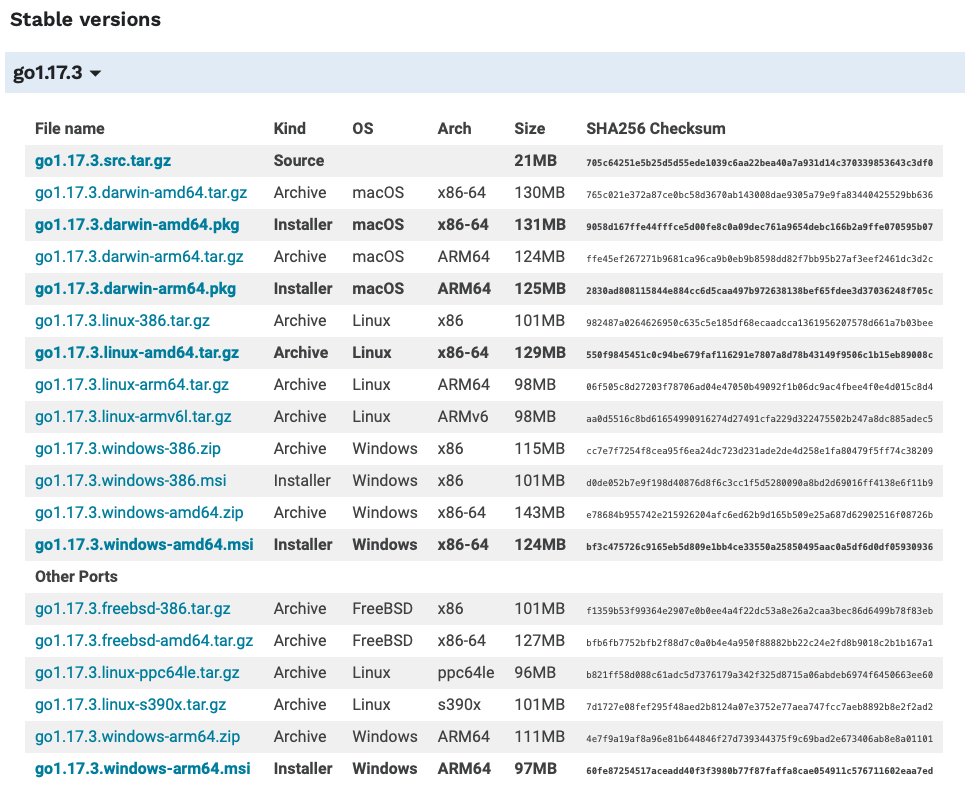 Stable versions
go1.17.3
File name Kind OS Arch Size SHA256 Checksum
go1.17.3.src.tar.gz Source 21MB 705c64251e5b25d5d55ede1039c6aa22bea40a7a931d14c370339853643c3df0
go1.17.3.darwin-amd64.tar.gz Archive macOS x86-64 130MB 765c021e372a87ce0bc58d3670ab143008dae9305a79e9fa83440425529bb636
go1.17.3.darwin-amd64.pkg Installer macOS x86-64 131MB 9058d167ffe44fffce5d00fe8c0a09dec761a9654debc166b2a9ffe070595b07
go1.17.3.darwin-arm64.tar.gz Archive macOS ARM64 124MB ffe45ef267271b9681ca96ca9b0eb9b8598dd82f7bb95b27af3eef2461dc3d2c
go1.17.3.darwin-arm64.pkg Installer macOS ARM64 125MB 2830ad808115844e884cc6d5caa497b972638138bef65fdee3d37036248f705c
go1.17.3.linux-386.tar.gz Archive Linux x86 101MB 982487a0264626950c635c5e185df68ecaadcca1361956207578d661a7b03bee
go1.17.3.linux-amd64.tar.gz Archive Linux x86-64 129MB 550f9845451c0c94be679faf116291e7807a8d78b43149f9506c1b15eb89008c
go1.17.3.linux-arm64.tar.gz Archive Linux ARM64 98MB 06f505c8d27203f78706ad04e47050b49092f1b06dc9ac4fbee4f0e4d015c8d4
go1.17.3.linux-armv6l.tar.gz Archive Linux ARMv6 98MB aa0d5516c8bd61654990916274d27491cfa229d322475502b247a8dc885adec5
go1.17.3.windows-386.zip Archive Windows x86 115MB cc7e7f7254f8cea95f6ea24dc723d231ade2de4d258e1fa80479f5ff74c38209
go1.17.3.windows-386.msi Installer Windows x86 101MB d0de052b7e9f198d40876d8f6c3cc1f5d5280090a8bd2d69016ff4138e6f11b9
go1.17.3.windows-amd64.zip Archive Windows x86-64 143MB e78684b955742e215926204afc6ed62b9d165b509e25a687d62902516f08726b
go1.17.3.windows-amd64.msi Installer Windows x86-64 124MB bf3c475726c9165eb5d809e1bb4ce33550a25850495aac0a5df6d0df05930936
Other Ports
go1.17.3.freebsd-386.tar.gz Archive FreeBSD x86 101MB f1359b53f99364e2907e0b0ee4a4f22dc53a8e26a2caa3bec86d6499b78f83eb
go1.17.3.freebsd-amd64.tar.gz Archive FreeBSD x86-64 127MB bfb6fb7752bfb2f88d7c0a0b4e4a950f88882bb22c24e2fd8b9018c2b1b167a1
go1.17.3.linux-ppc64le.tar.gz Archive Linux ppc64le 96MB b821ff58d088c61adc5d7376179a342f325d8715a06abdeb6974f6450663ee60
go1.17.3.linux-s390x.tar.gz Archive Linux s390x 101MB 7d1727e08fef295f48aed2b8124a07e3752e77aea747fcc7aeb8892b8e2f2ad2
go1.17.3.windows-arm64.zip Archive Windows ARM64 111MB 4e7f9a19af8a96e81b644846f27d739344375f9c69bad2e673406ab8e8a01101
go1.17.3.windows-arm64.msi Installer Windows ARM64 97MB 60fe87254517aceadd40f3f3980b77f87faffa8cae054911c576711602eaa7ed